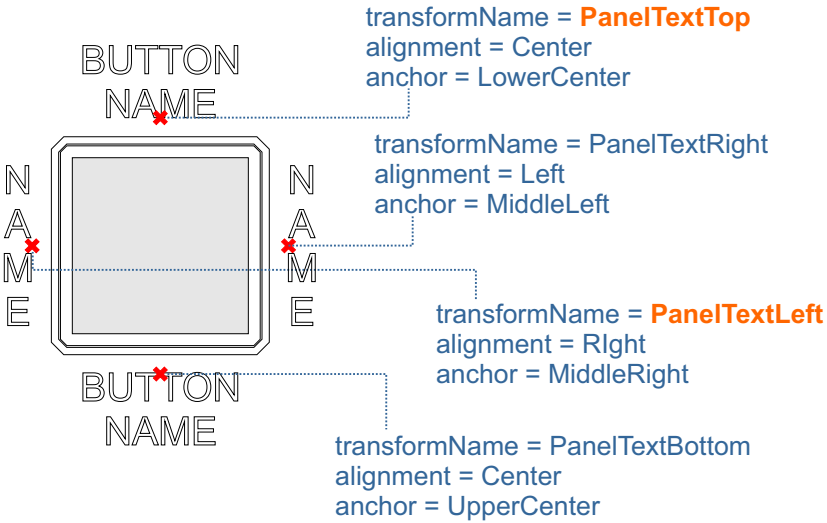 transformName = PanelTextTop
alignment = Center
anchor = LowerCenter
BUTTON
NAME
transformName = PanelTextRight
alignment = Left
anchor = MiddleLeft
N
A
M
E
N
A
M
E
transformName = PanelTextLeft
alignment = RIght
anchor = MiddleRight
BUTTON
NAME
transformName = PanelTextBottom
alignment = Center
anchor = UpperCenter